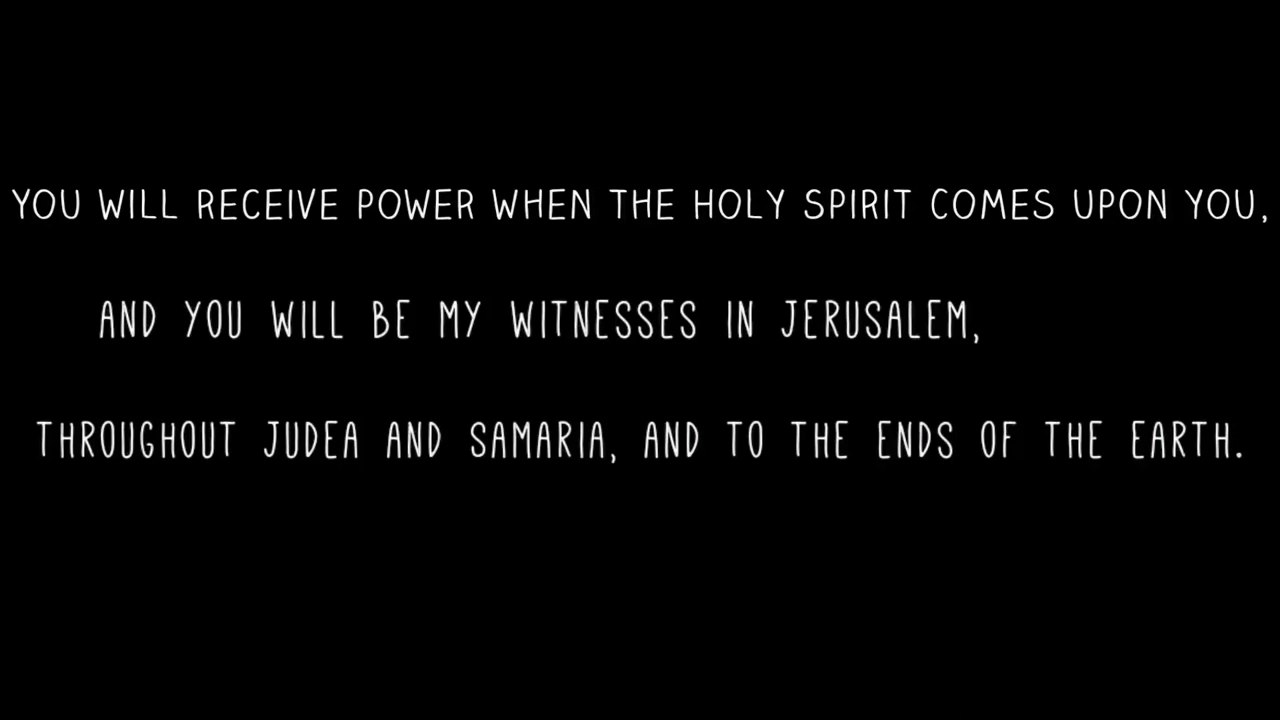 YOU WILL RECEIVE POWER WHEN THE HOLY SPIRIT COMES UPON YOU,
AND YOU WILL BE MY WITNESSES IN JERUSALEM,
THROUGHOUT JUDEA AND SAMARIA, AND TO THE ENDS OF THE EARTH.